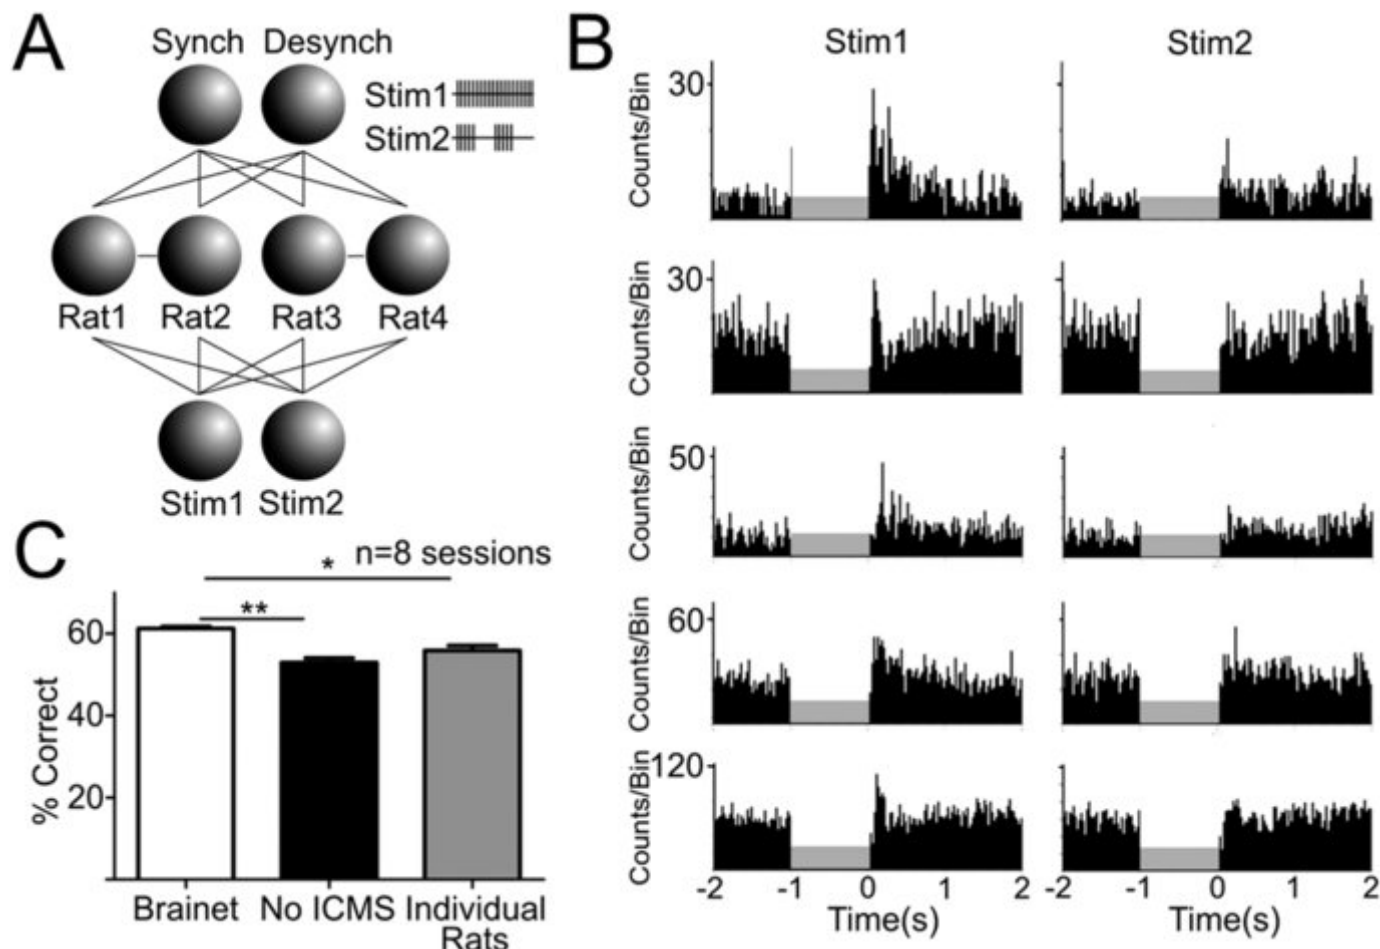 A
Synch Desynch
Stim1
Stim2
Rat1 Rat2 Rat3 Rat4
Stim1 Stim2
B
Stim1 Stim2
Counts/Bin
30
Counts/Bin
30
Counts/Bin
50
Counts/Bin
60
Counts/Bin
120
-2 -1 0 1 2 -2 -1 0 1 2
Time(s) Time(s)
C
n=8 sessions
*
**
% Correct
60
40
20
Brainet No ICMS Individual
Rats